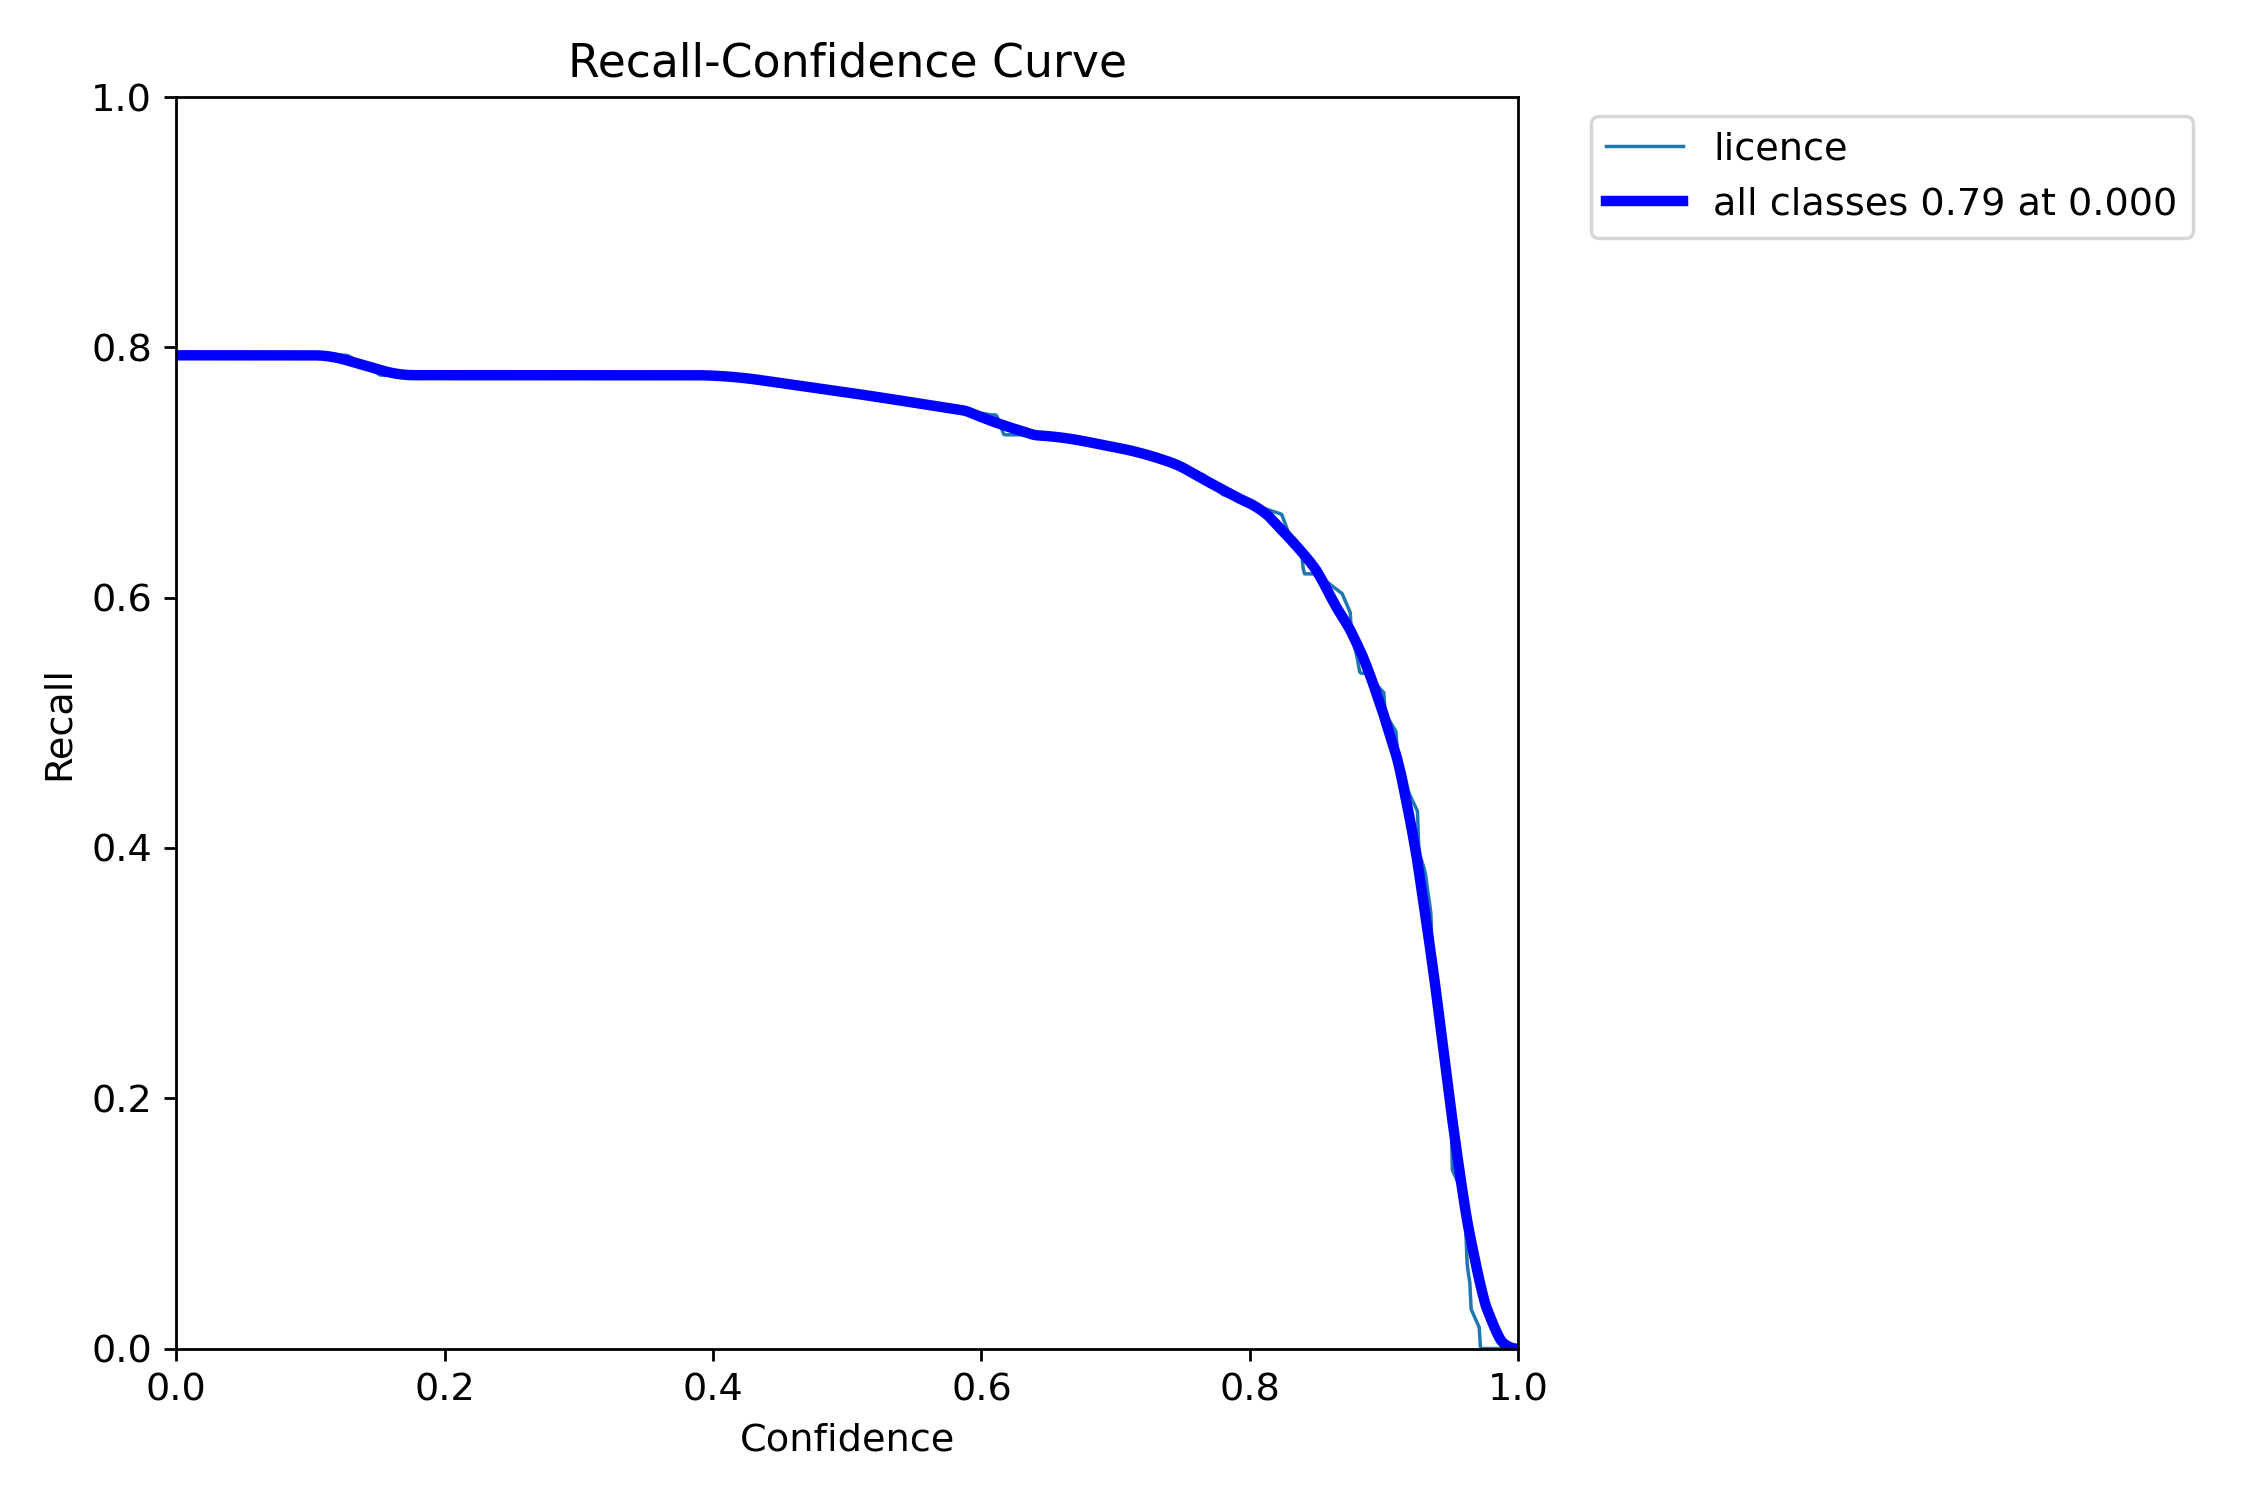 Recall-Confidence Curve
1.0
0.8
0.6
0.4
0.2
0.0
Recall
0.0 0.2 0.4 0.6 0.8 1.0
Confidence
licence
all classes 0.79 at 0.000